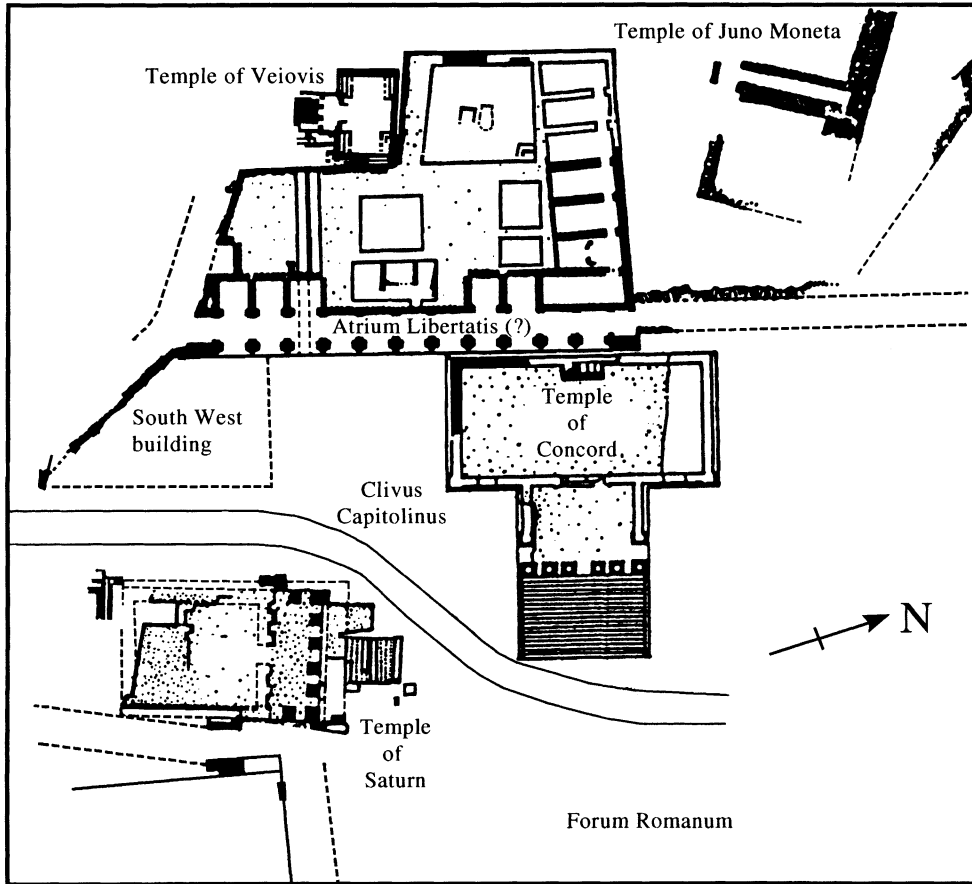 Temple of Juno Moneta
Temple of Veiovis
Atrium Libertatis (?)
South West
building
Temple
of
Concord
Clivus
Capitolinus
N
Temple
of
Saturn
Forum Romanum